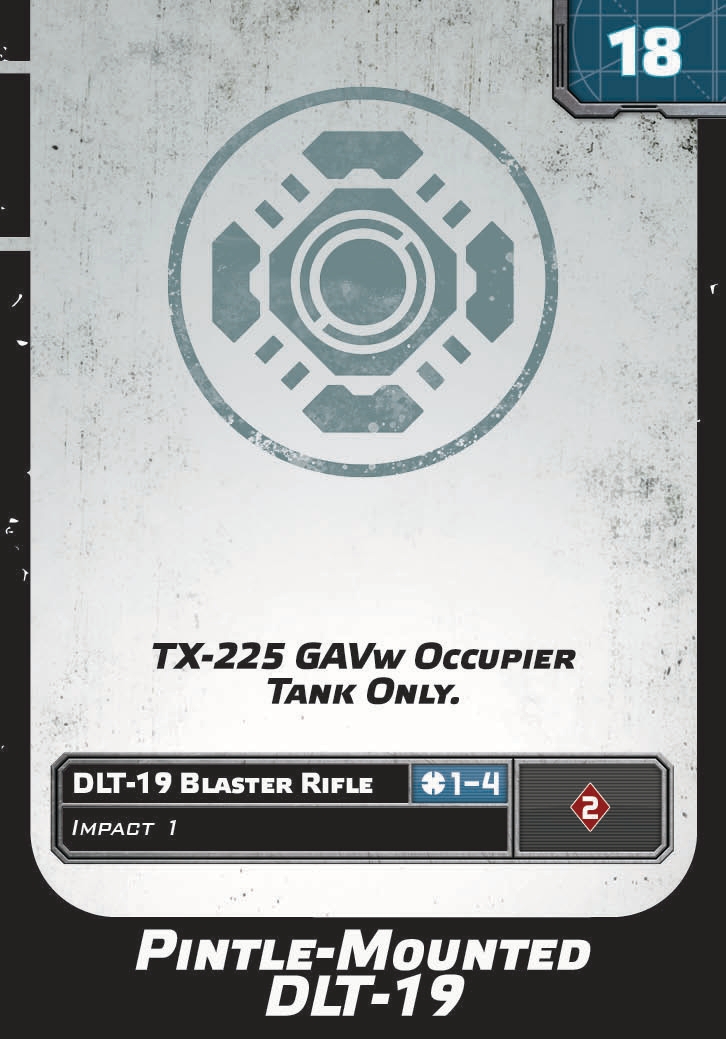 18
TX-225 GAVw Occupier
Tank Only.
DLT-19 Blaster Rifle 1–4
2
Impact 1
Pintle-Mounted
DLT-19